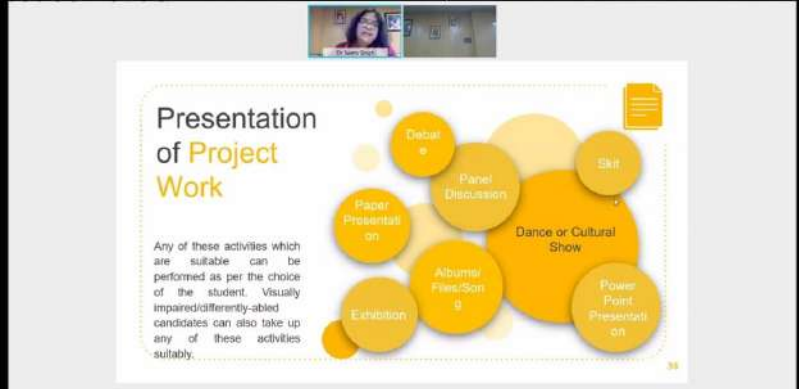 Presentation
of Project
Work
Any of these activities which
are suitable can be
performed as per the choice
of the student. Visually
impaired/differently-abled
candidates can also take up
any of these activities
suitably.
Debat
e
Panel
Discussion
Skit
Paper
Presentati
on
Dance or Cultural
Show
Albums/
Files/Son
g
Exhibition
Power
Point
Presentati
on
39